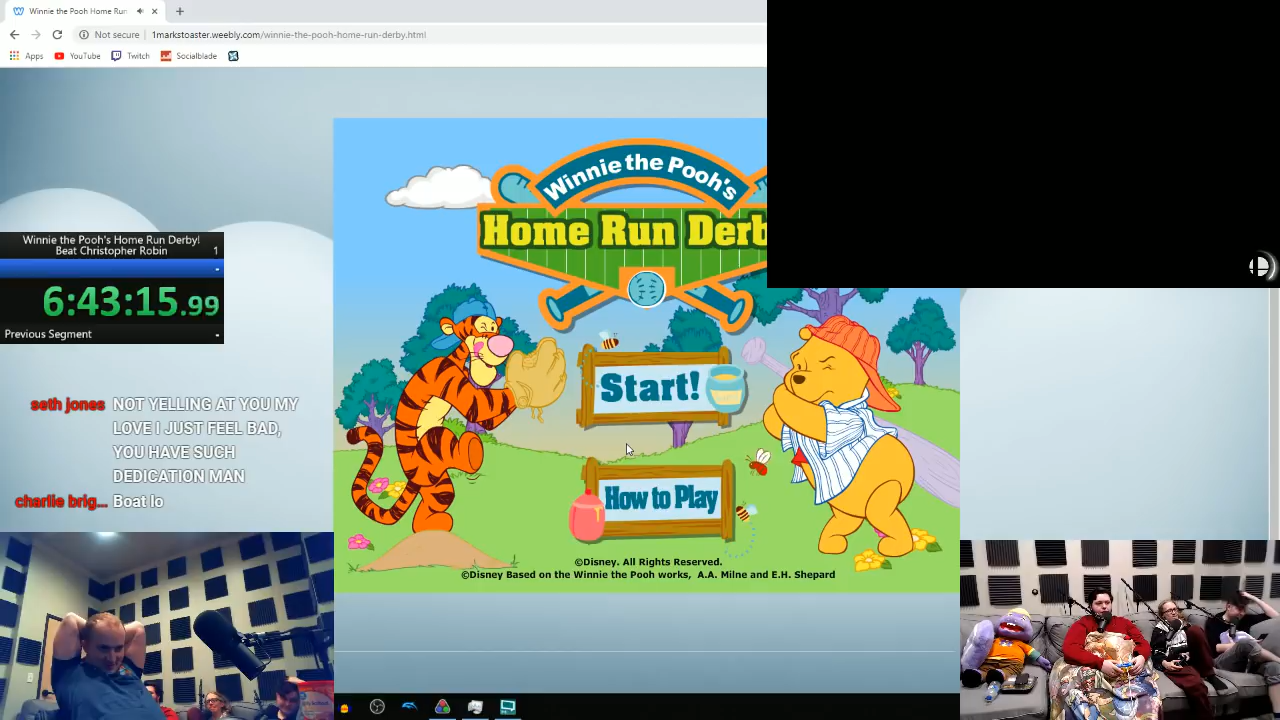 Winnie the Pooh Home Run
Not secure
1markstoaster.weebly.com/winnie-the-pooh-home-run-derby.html
Apps
YouTube
Twitch
Socialblade
Winnie the Pooh's
Home Run Derb
Winnie the Pooh's Home Run Derby!
Beat Christopher Robin 1
-
6:43:15.99
Previous Segment -
Start!
seth jones NOT YELLING AT YOU MY
LOVE I JUST FEEL BAD,
YOU HAVE SUCH
DEDICATION MAN
charlie brig... Boat lo
How to Play
©Disney. All Rights Reserved.
©Disney Based on the Winnie the Pooh works, A.A. Milne and E.H. Shepard